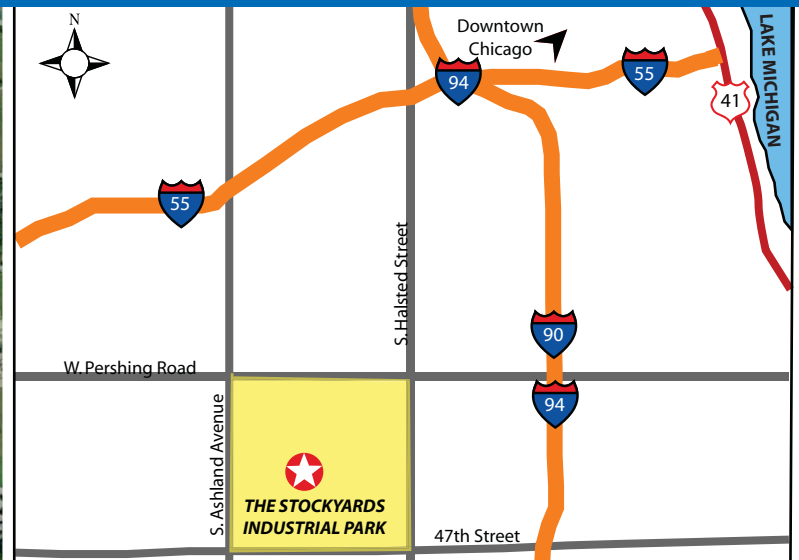 N
Downtown
Chicago
94
55
41
LAKE MICHIGAN
55
S. Halsted Street
90
W. Pershing Road
94
S. Ashland Avenue
THE STOCKYARDS
INDUSTRIAL PARK
47th Street